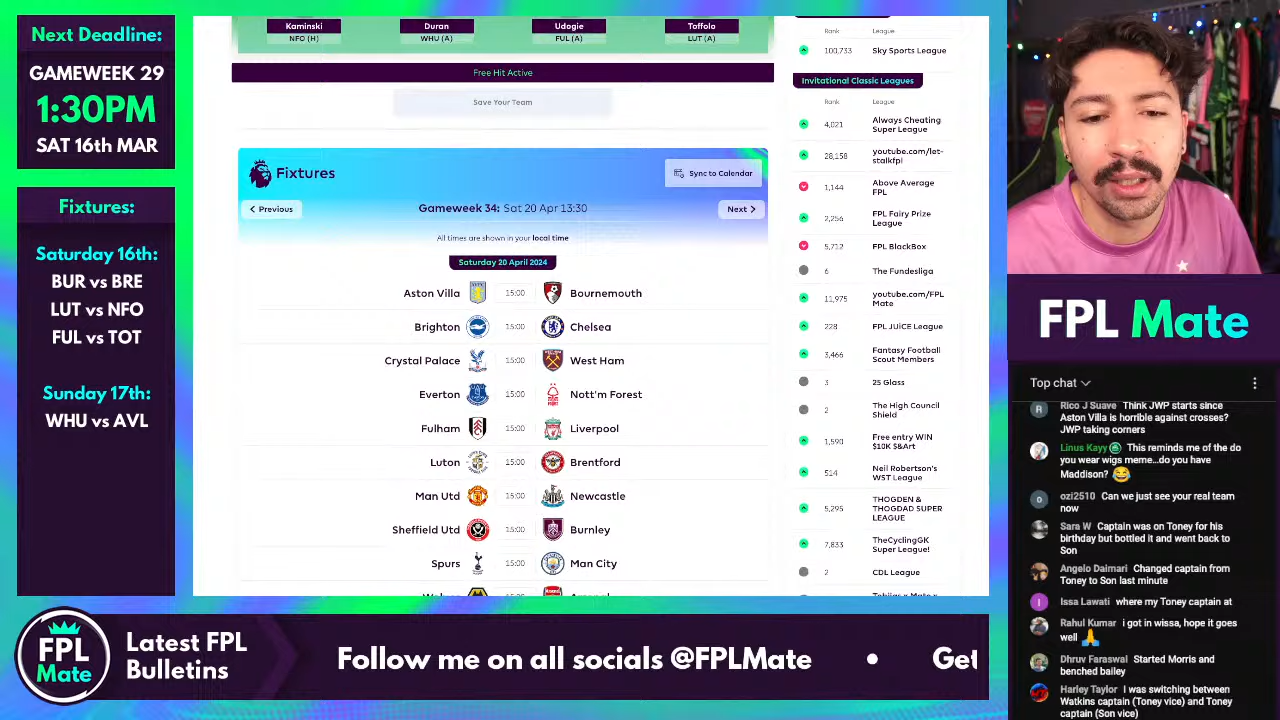 Next Deadline:
GAMEWEEK 29
1:30PM
SAT 16th MAR
Fixtures:
Saturday 16th:
BUR vs BRE
LUT vs NFO
FUL vs TOT
Sunday 17th:
WHU vs AVL
Kaminski
NFO (H)
Duran
WHU (A)
Udogie
FUL (A)
Toffolo
LUT (A)
Free Hit Active
Save Your Team
Fixtures
Sync to Calendar
Previous
Gameweek 34: Sat 20 Apr 13:30
Next
All times are shown in your local time
Saturday 20 April 2024
Aston Villa 15:00 Bournemouth
Brighton 15:00 Chelsea
Crystal Palace 15:00 West Ham
Everton 15:00 Nott'm Forest
Fulham 15:00 Liverpool
Luton 15:00 Brentford
Man Utd 15:00 Newcastle
Sheffield Utd 15:00 Burnley
Spurs 15:00 Man City
Rank League
100,733 Sky Sports League
Invitational Classic Leagues
Rank League
4,021 Always Cheating
Super League
28,158 youtube.com/let-
stalkfpl
1,144 Above Average
FPL
2,256 FPL Fairy Prize
League
5,712 FPL BlackBox
6 The Fundesliga
11,975 youtube.com/FPL
Mate
228 FPL JUiCE League
3,466 Fantasy Football
Scout Members
3 25 Glass
2 The High Council
Shield
1,590 Free entry WIN
$10K $&Art
514 Neil Robertson's
WST League
5,295 THOGDEN &
THOGDAD SUPER
LEAGUE
7,833 TheCyclingGK
Super League!
2 CDL League
FPL Mate
Top chat
R Rico J Suave Think JWP starts since
Aston Villa is horrible against crosses?
JWP taking corners
Linus Kayy This reminds me of the do
you wear wigs meme...do you have
Maddison? 😂
o ozi2510 Can we just see your real team
now
Sara W Captain was on Toney for his
birthday but bottled it and went back to
Son
Angelo Daimari Changed captain from
Toney to Son last minute
I Issa Lawati where my Toney captain at
Rahul Kumar i got in wissa, hope it goes
well 🙏
Dhruv Faraswal Started Morris and
benched bailey
Harley Taylor I was switching between
Watkins captain (Toney vice) and Toney
captain (Son vice)
FPL
Mate
Latest FPL
Bulletins
Follow me on all socials @FPLMate • Get